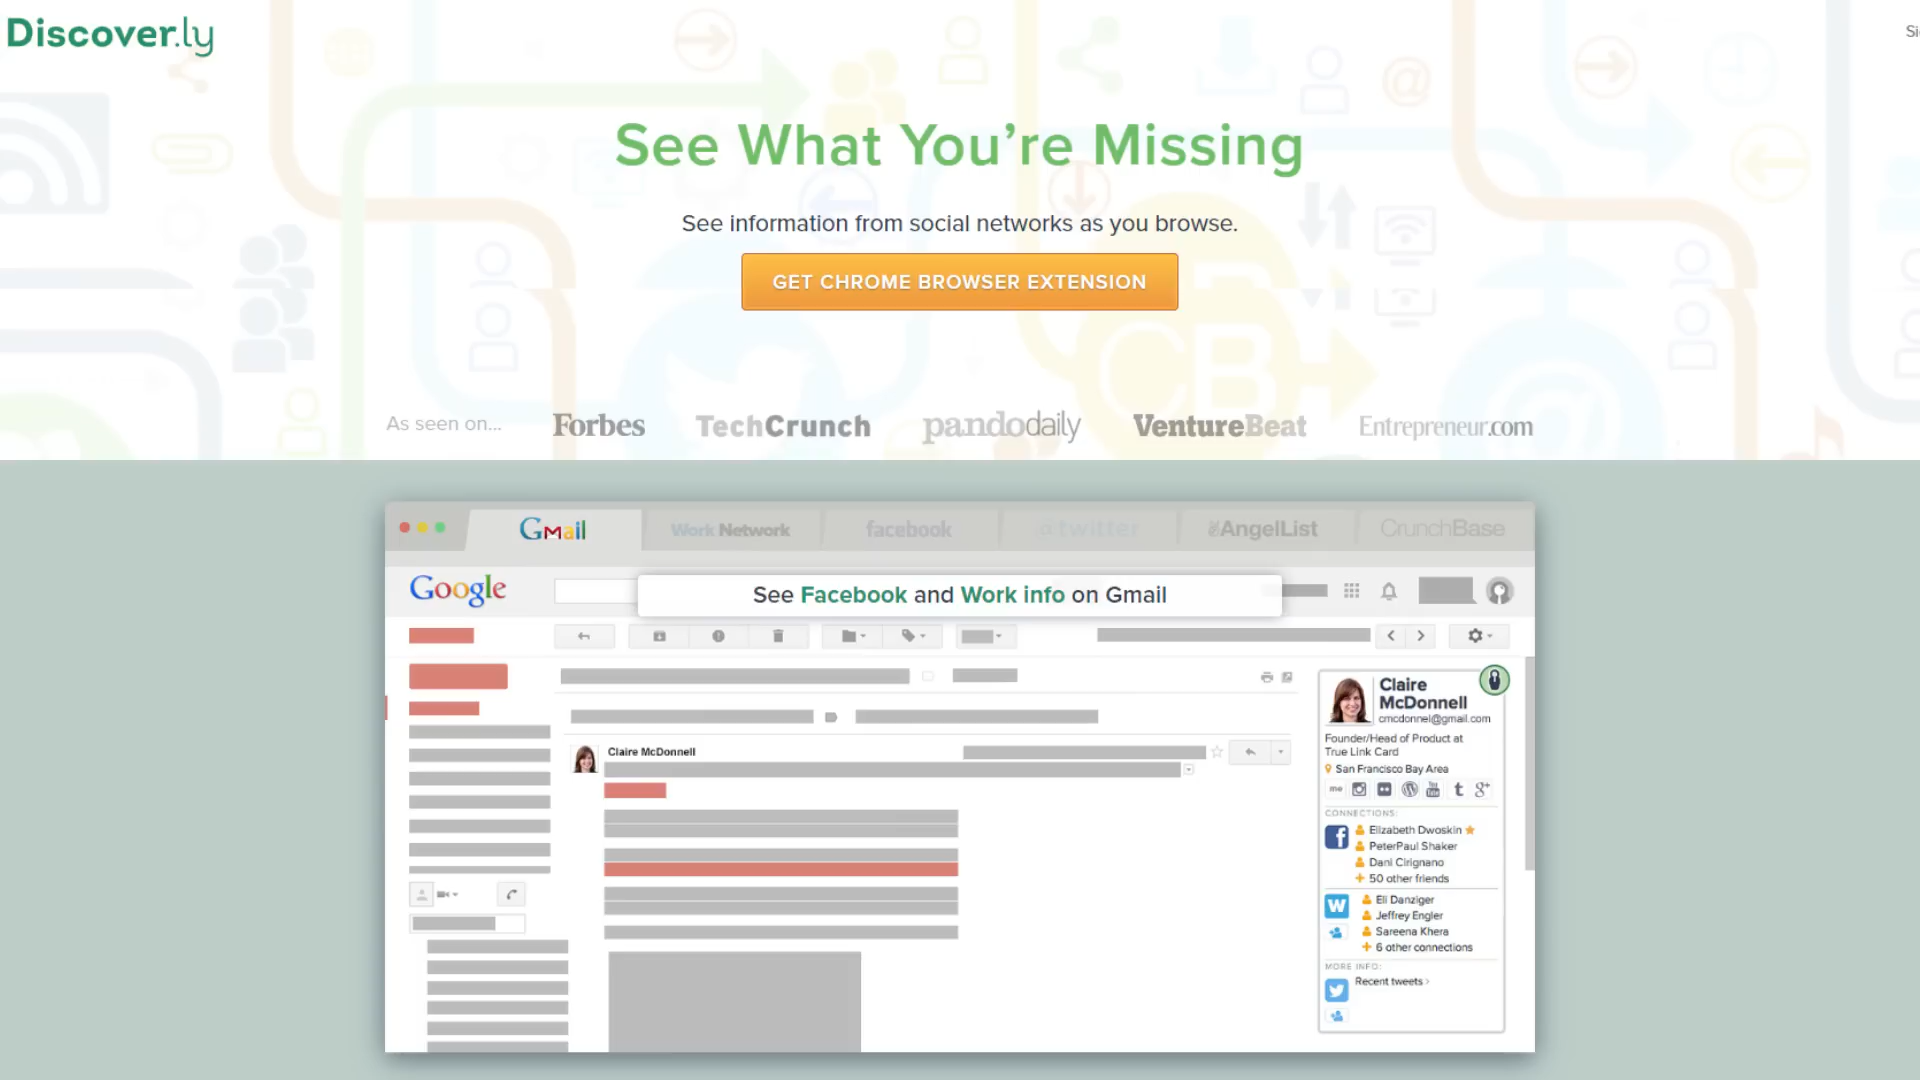 Discover.ly
See What You're Missing
See information from social networks as you browse.
GET CHROME BROWSER EXTENSION
As seen on... Forbes TechCrunch pandodaily VentureBeat Entrepreneur.com
Gmail Work Network facebook twitter AngelList CrunchBase
Google
See Facebook and Work info on Gmail
Claire
McDonnell
cmcdonnel@gmail.com
Founder/Head of Product at
True Link Card
San Francisco Bay Area
me t g+
CONNECTIONS:
Elizabeth Dwoskin
PeterPaul Shaker
Dani Cirignano
50 other friends
W
Eli Danziger
Jeffrey Engler
Sareena Khera
6 other connections
MORE INFO:
Recent tweets ›
Claire McDonnell